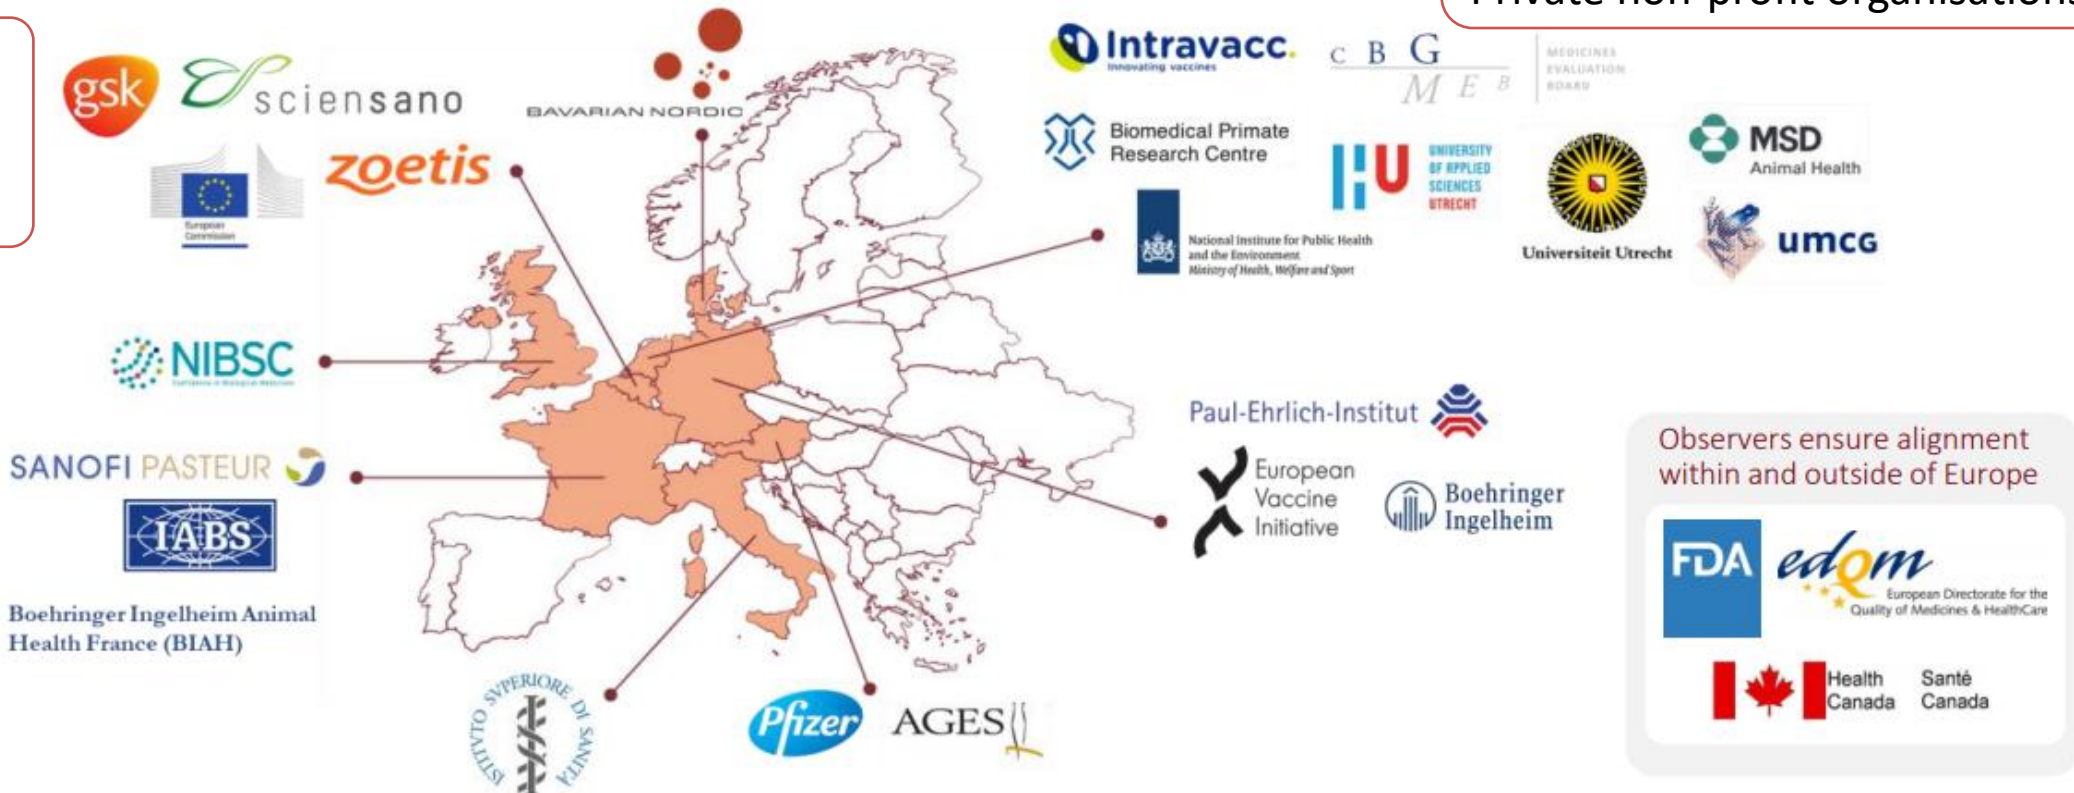 Private non-profit organisations
gsk
sciensano
BAVARIAN NORDIC
zoetis
European
Commission
Intravacc.
Innovating vaccines
C B G
M E B
MEDICINES
EVALUATION
BOARD
Biomedical Primate
Research Centre
HU
UNIVERSITY
OF APPLIED
SCIENCES
UTRECHT
MSD
Animal Health
National Institute for Public Health
and the Environment
Ministry of Health, Welfare and Sport
Universiteit Utrecht
umcg
NIBSC
SANOFI PASTEUR
IABS
Boehringer Ingelheim Animal
Health France (BIAH)
Paul-Ehrlich-Institut
European
Vaccine
Initiative
Boehringer
Ingelheim
Observers ensure alignment
within and outside of Europe
FDA
edQm
European Directorate for the
Quality of Medicines & HealthCare
Health Canada
Santé Canada
ISTITVTO SVPERIORE DI SANITÀ
Pfizer
AGES